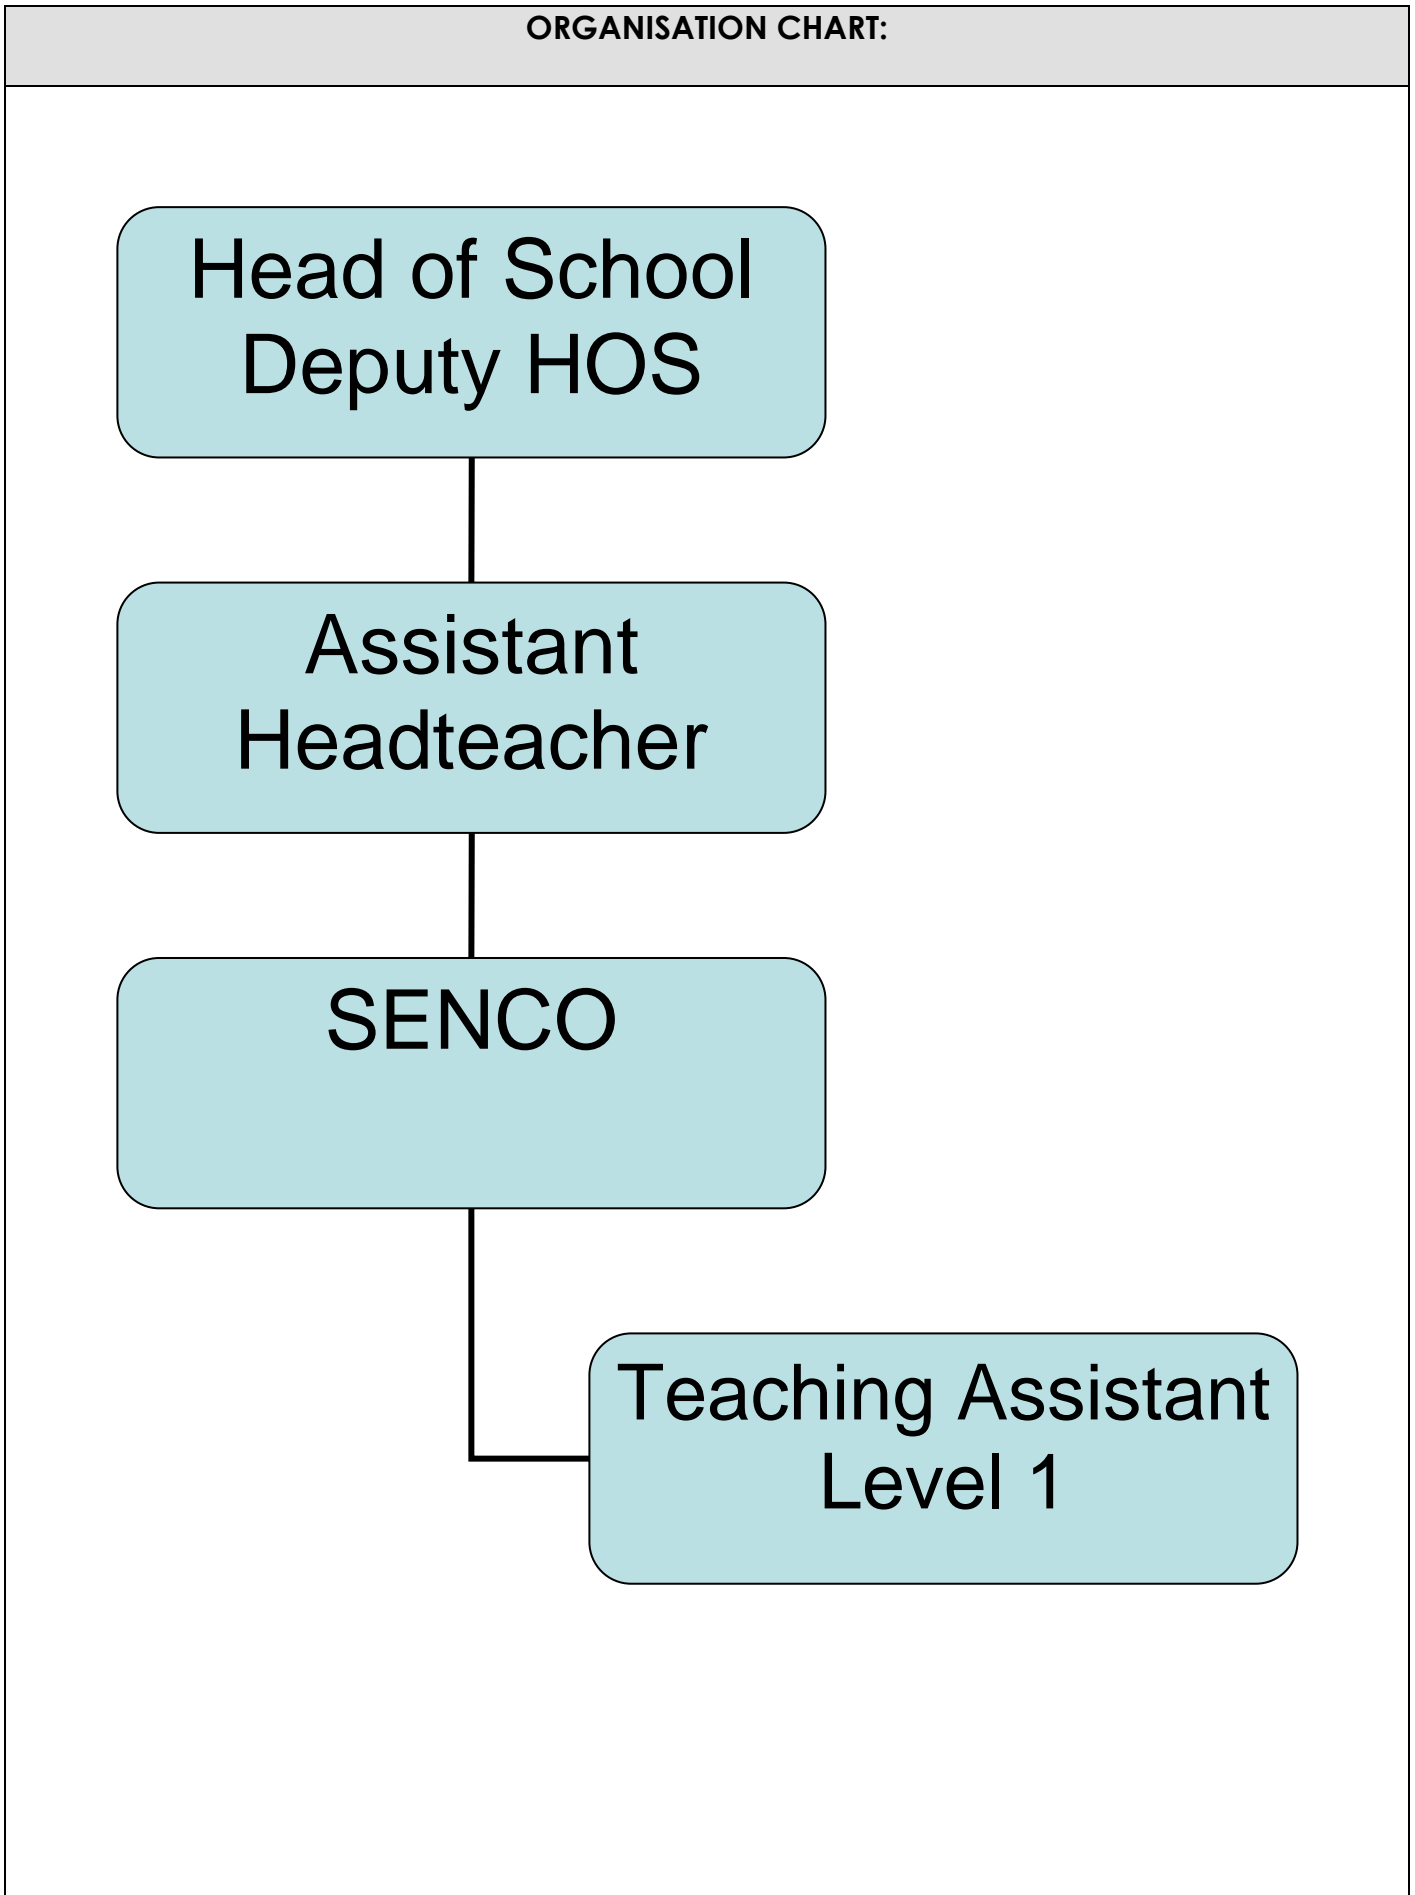 ORGANISATION CHART:
Head of School
Deputy HOS
Assistant
Headteacher
SENCO
Teaching Assistant
Level 1